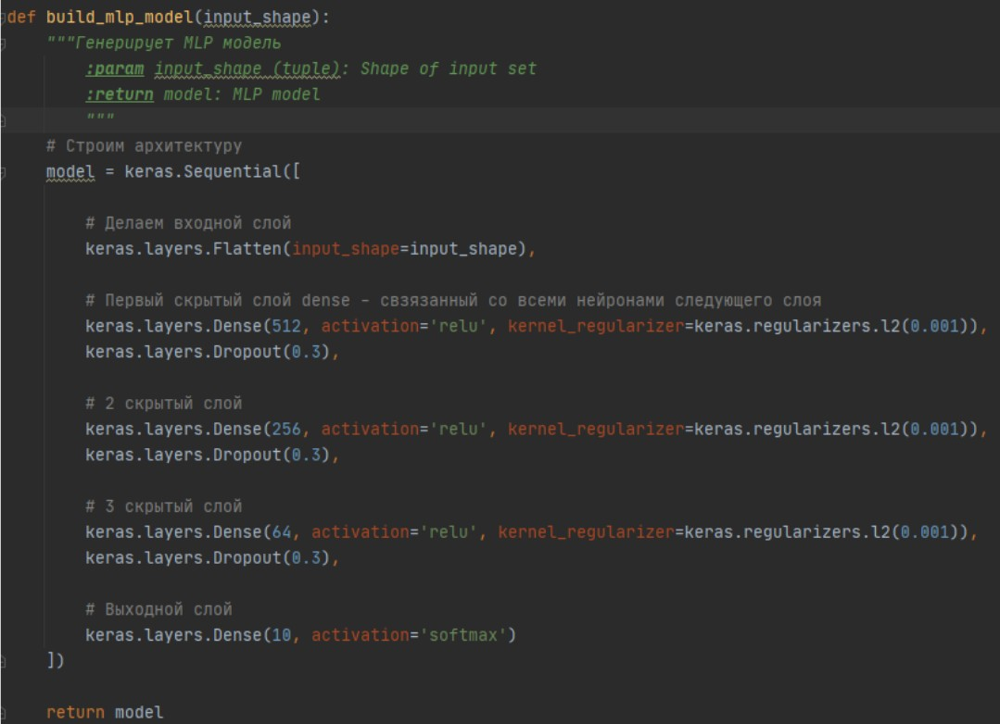 def build_mlp_model(input_shape):
    """Генерирует MLP модель
        :param input_shape (tuple): Shape of input set
        :return model: MLP model
        """
    # Строим архитектуру
    model = keras.Sequential([
        # Делаем входной слой
        keras.layers.Flatten(input_shape=input_shape),
        # Первый скрытый слой dense - свзязанный со всеми нейронами следующего слоя
        keras.layers.Dense(512, activation='relu', kernel_regularizer=keras.regularizers.l2(0.001)),
        keras.layers.Dropout(0.3),
        # 2 скрытый слой
        keras.layers.Dense(256, activation='relu', kernel_regularizer=keras.regularizers.l2(0.001)),
        keras.layers.Dropout(0.3),
        # 3 скрытый слой
        keras.layers.Dense(64, activation='relu', kernel_regularizer=keras.regularizers.l2(0.001)),
        keras.layers.Dropout(0.3),
        # Выходной слой
        keras.layers.Dense(10, activation='softmax')
    ])
    return model